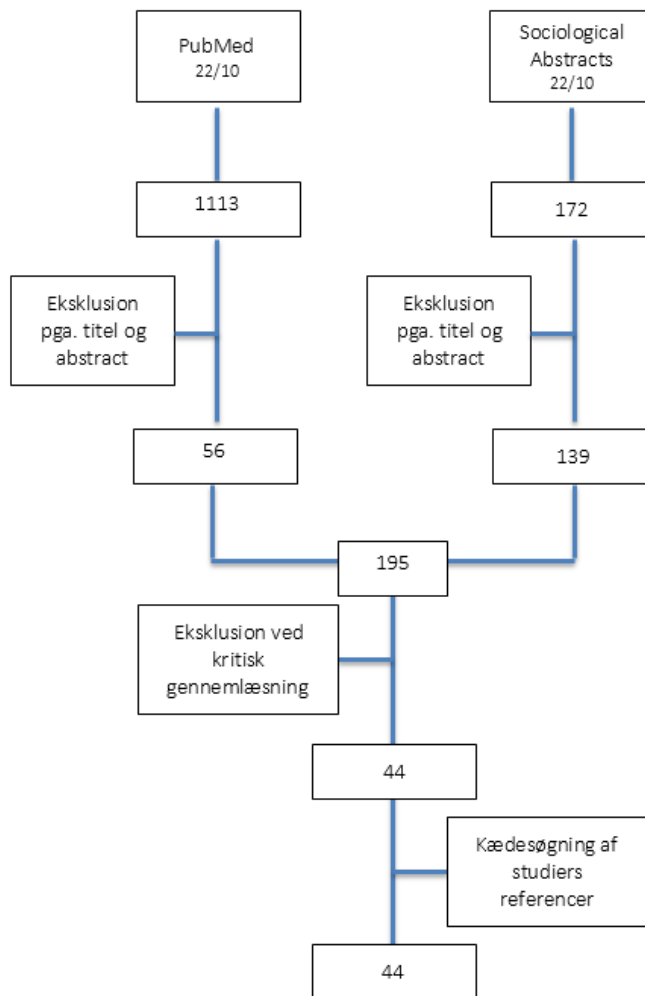 PubMed
22/10
Sociological
Abstracts
22/10
1113
172
Eksklusion
pga. titel og
abstract
Eksklusion
pga. titel og
abstract
56
139
195
Eksklusion ved
kritisk
gennemlæsning
44
Kædesøgning af
studiers
referencer
44